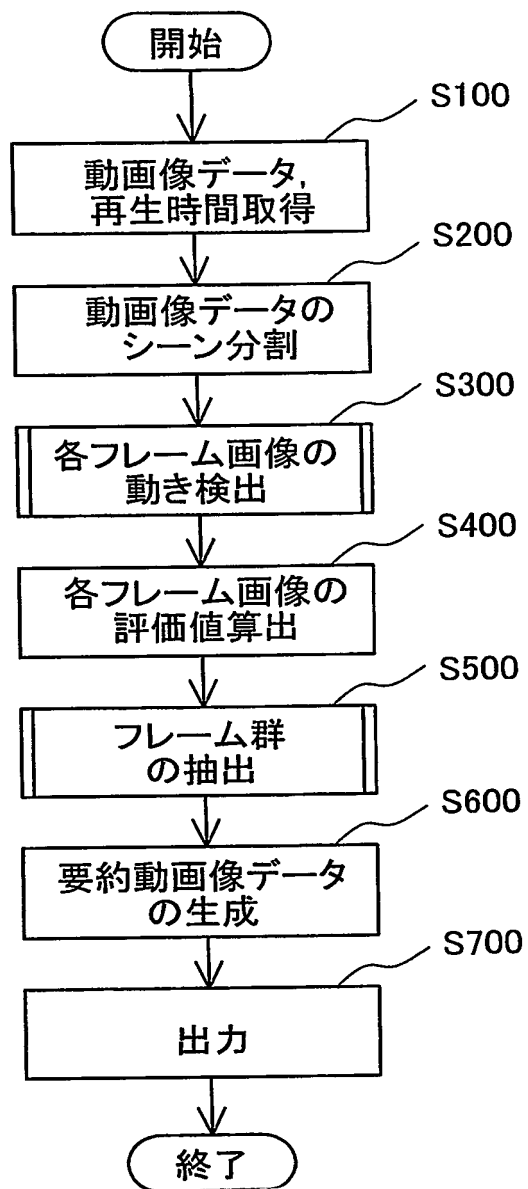 開始
S100
動画像データ,
再生時間取得
S200
動画像データの
シーン分割
S300
各フレーム画像の
動き検出
S400
各フレーム画像の
評価値算出
S500
フレーム群
の抽出
S600
要約動画像データ
の生成
S700
出力
終了